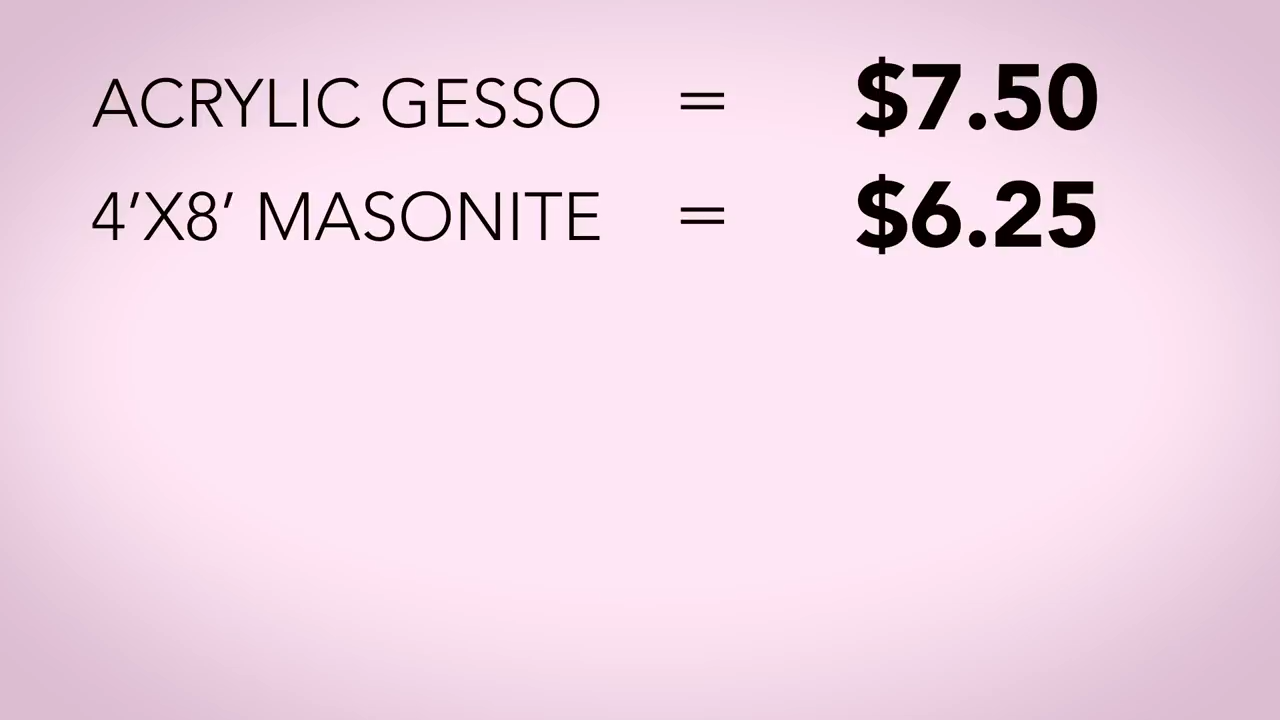 ACRYLIC GESSO = $7.50
4’X8’ MASONITE = $6.25